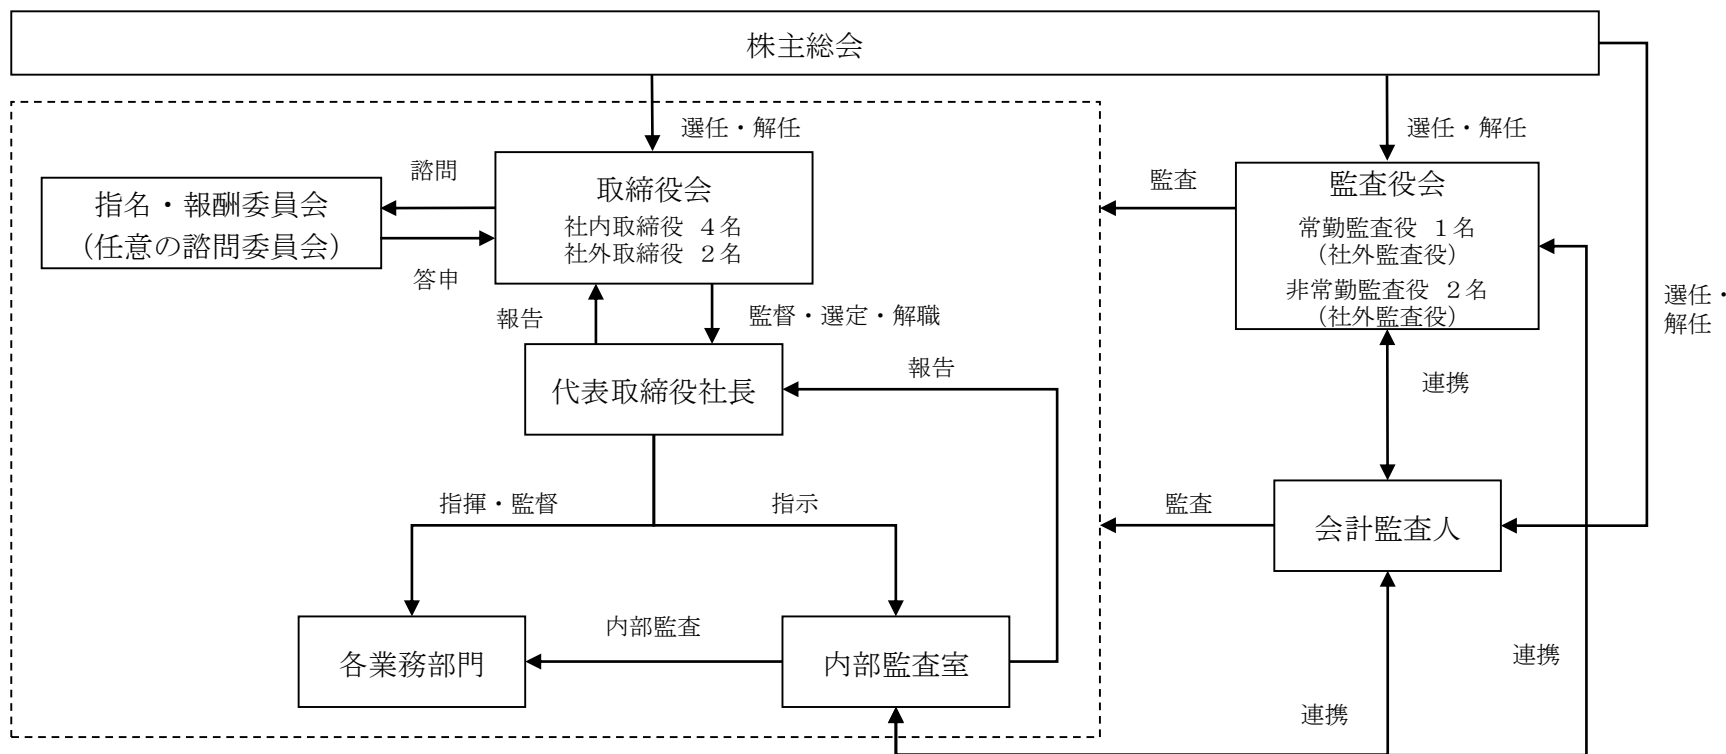 株主総会
選任・解任
選任・解任
諮問
指名・報酬委員会
（任意の諮問委員会）
答申
取締役会
社内取締役 ４名
社外取締役 ２名
監査
監査役会
常勤監査役 １名
（社外監査役）
非常勤監査役 ２名
（社外監査役）
選任・
解任
報告
監督・選定・解職
代表取締役社長
報告
連携
指揮・監督
指示
監査
会計監査人
各業務部門
内部監査
内部監査室
連携
連携